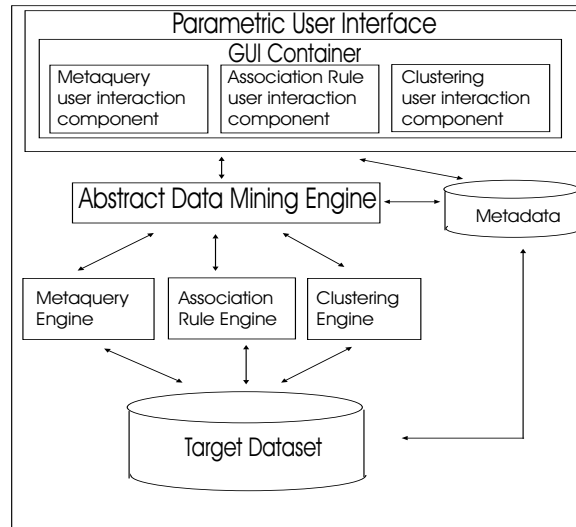 Parametric User Interface
GUI Container
Metaquery
user interaction
component
Association Rule
user interaction
component
Clustering
user interaction
component
Abstract Data Mining Engine
Metadata
Metaquery
Engine
Association
Rule Engine
Clustering
Engine
Target Dataset